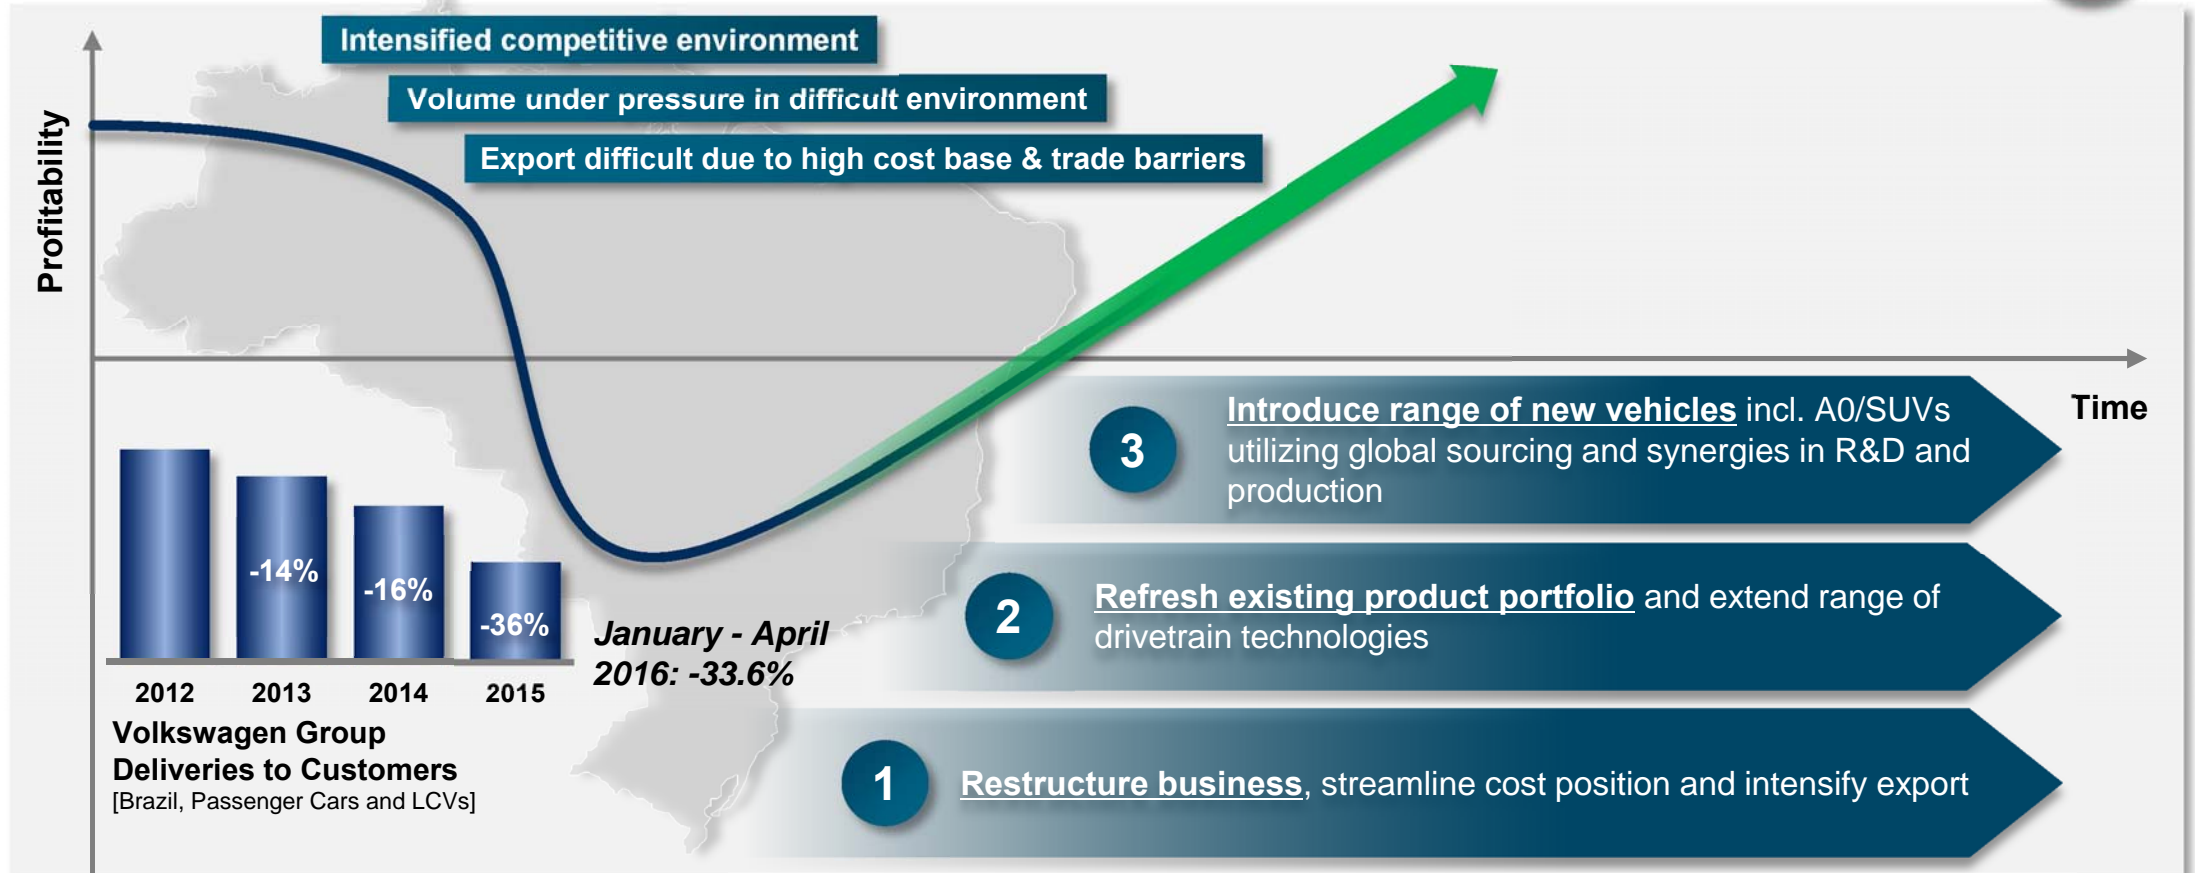 Intensified competitive environment
Volume under pressure in difficult environment
Export difficult due to high cost base & trade barriers
Profitability
Time
3
Introduce range of new vehicles incl. A0/SUVs
utilizing global sourcing and synergies in R&D and
production
2
Refresh existing product portfolio and extend range of
drivetrain technologies
1
Restructure business, streamline cost position and intensify export
-14%
-16%
-36%
January - April
2016: -33.6%
2012 2013 2014 2015
Volkswagen Group
Deliveries to Customers
[Brazil, Passenger Cars and LCVs]